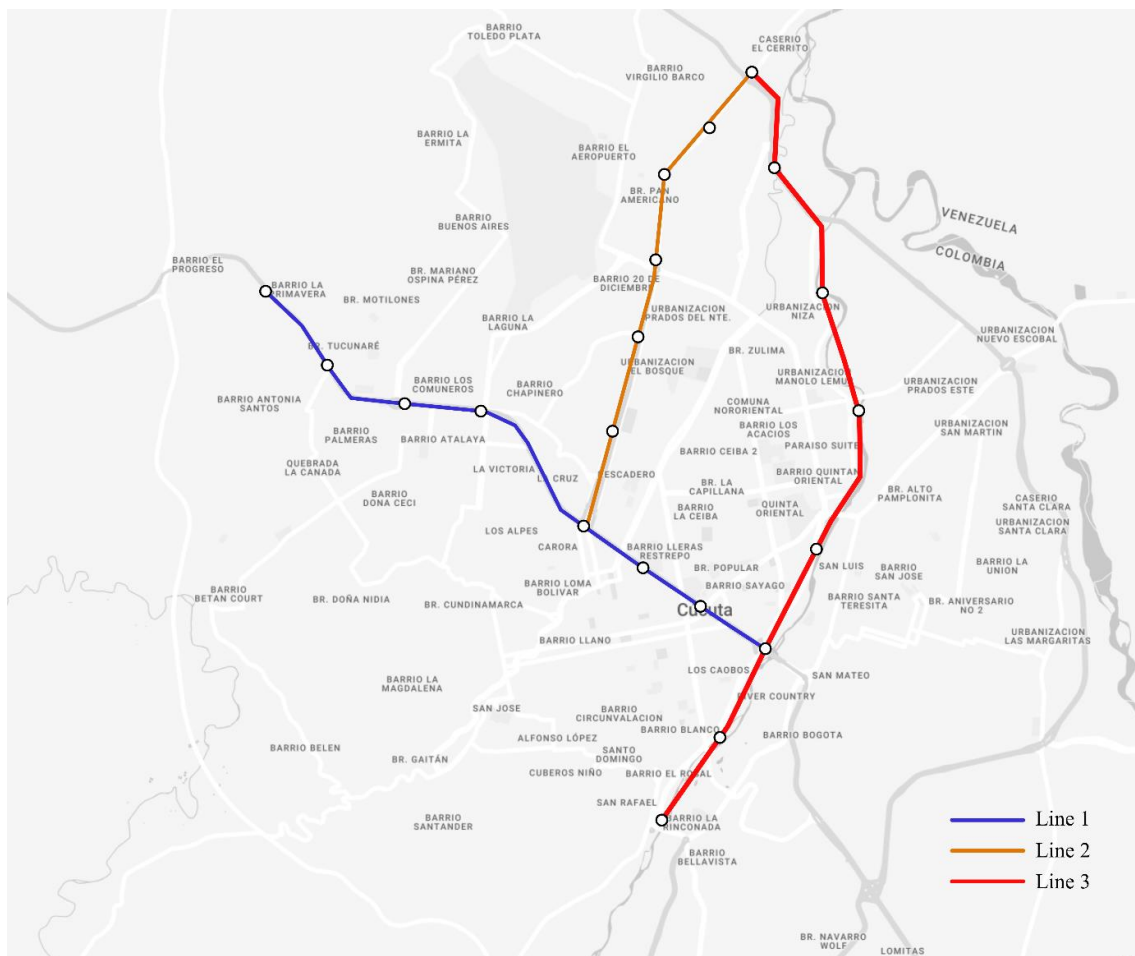 BARRIO
TOLEDO PLATA
CASERIO
EL CERRITO
BARRIO
VIRGILIO BARCO
BARRIO LA
ERMITA
BARRIO EL
AEROPUERTO
BR. PAN
AMERICANO
VENEZUELA
COLOMBIA
BARRIO
BUENOS AIRES
BARRIO EL
PROGRESO
BR. MARIANO
OSPINA PÉREZ
BARRIO 20 DE
DICIEMBRE
BARRIO LA
PRIMAVERA
BR. MOTILONES
URBANIZACION
PRADOS DEL NTE.
URBANIZACION
NIZA
BARRIO LA
LAGUNA
URBANIZACION
NUEVO ESCOBAL
BR. TUCUNARÉ
BR. ZULIMA
URBANIZACION
EL BOSQUE
URBANIZACION
MANOLO LEMU
URBANIZACION
PRADOS ESTE
BARRIO LOS
COMUNEROS
BARRIO
CHAPINERO
BARRIO ANTONIA
SANTOS
COMUNA
NORORIENTAL
BARRIO LOS
ACACIOS
URBANIZACION
SAN MARTIN
BARRIO
PALMERAS
BARRIO ATALAYA
PARAISO SUITE
BARRIO CEIBA 2
QUEBRADA
LA CANADA
LA VICTORIA
LA CRUZ
PESCADERO
BARRIO QUINTAN
ORIENTAL
BR. LA
CAPILLANA
BR. ALTO
PAMPLONITA
BARRIO
DONA CECI
BARRIO
LA CEIBA
QUINTA
ORIENTAL
CASERIO
SANTA CLARA
URBANIZACION
SANTA CLARA
LOS ALPES
CARORA
BARRIO LLERAS
RESTREPO
BR. POPULAR
SAN LUIS
BARRIO
SAN JOSE
BARRIO LA
UNION
BARRIO LOMA
BOLIVAR
BARRIO SAYAGO
BARRIO
BETAN COURT
BR. DOÑA NIDIA
BR. CUNDINAMARCA
Cúcuta
BARRIO SANTA
TERESITA
BR. ANIVERSARIO
NO 2
BARRIO LLANO
URBANIZACION
LAS MARGARITAS
LOS CAOBOS
SAN MATEO
BARRIO LA
MAGDALENA
RIVER COUNTRY
SAN JOSE
BARRIO
CIRCUNVALACION
BARRIO BLANCO
BARRIO BOGOTA
ALFONSO LÓPEZ
BARRIO BELEN
BR. GAITÁN
SANTO
DOMINGO
CUBEROS NIÑO
BARRIO EL ROSAL
SAN RAFAEL
BARRIO
SANTANDER
BARRIO LA
RINCONADA
BARRIO
BELLAVISTA
Line 1
Line 2
Line 3
BR. NAVARRO
WOLF
LOMITAS